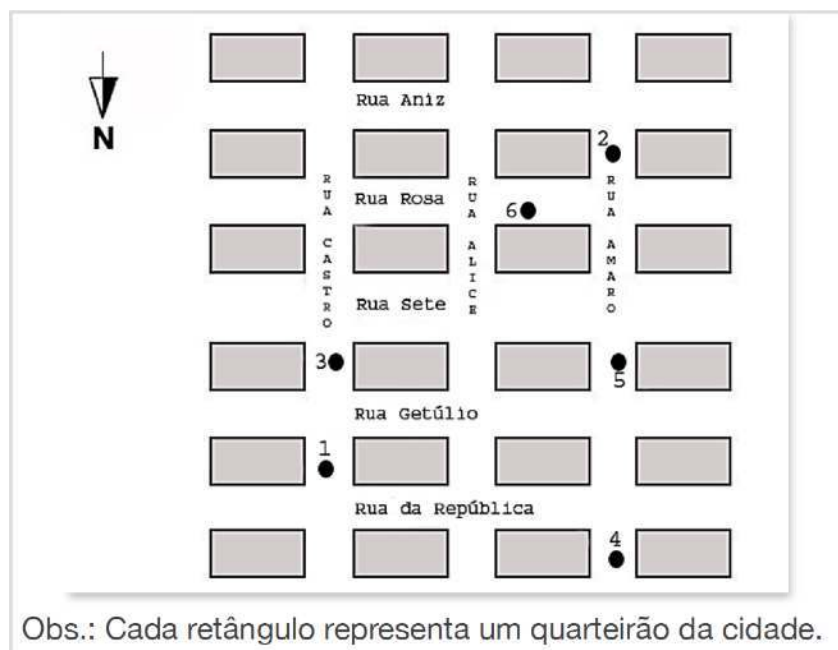 Rua Aniz
N
2
RUA CASTRO
Rua Rosa
RUA ALICE
6
RUA AMARO
Rua Sete
3
5
Rua Getúlio
1
Rua da República
4
Obs.: Cada retângulo representa um quarteirão da cidade.